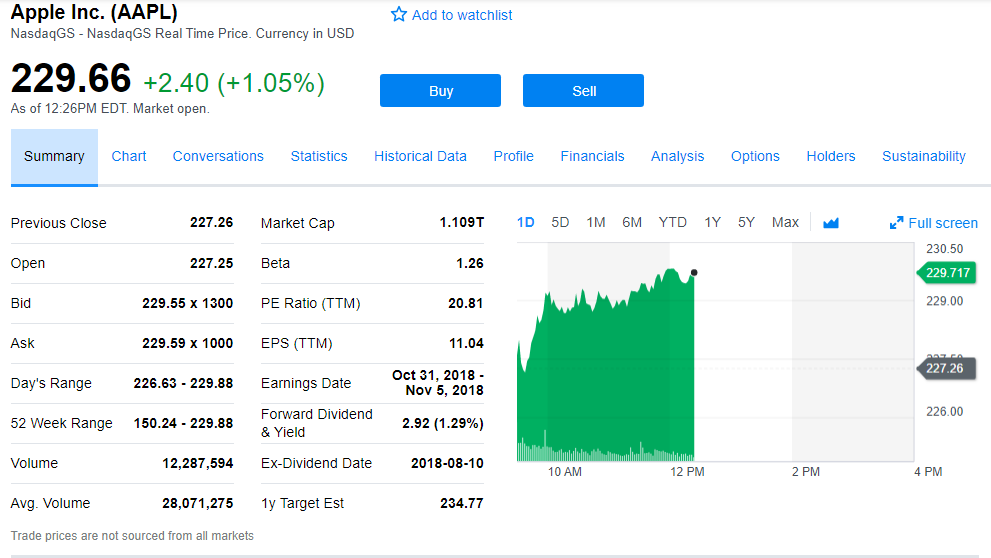 Apple Inc. (AAPL)
Add to watchlist
NasdaqGS - NasdaqGS Real Time Price. Currency in USD
229.66 +2.40 (+1.05%)
As of 12:26PM EDT. Market open.
Buy
Sell
Summary Chart Conversations Statistics Historical Data Profile Financials Analysis Options Holders Sustainability
Previous Close 227.26
Open 227.25
Bid 229.55 x 1300
Ask 229.59 x 1000
Day's Range 226.63 - 229.88
52 Week Range 150.24 - 229.88
Volume 12,287,594
Avg. Volume 28,071,275
Market Cap 1.109T
Beta 1.26
PE Ratio (TTM) 20.81
EPS (TTM) 11.04
Earnings Date Oct 31, 2018 -
Nov 5, 2018
Forward Dividend
& Yield 2.92 (1.29%)
Ex-Dividend Date 2018-08-10
1y Target Est 234.77
1D 5D 1M 6M YTD 1Y 5Y Max Full screen
230.50
229.717
229.00
227.50
227.26
226.00
10 AM 12 PM 2 PM 4 PM
Trade prices are not sourced from all markets